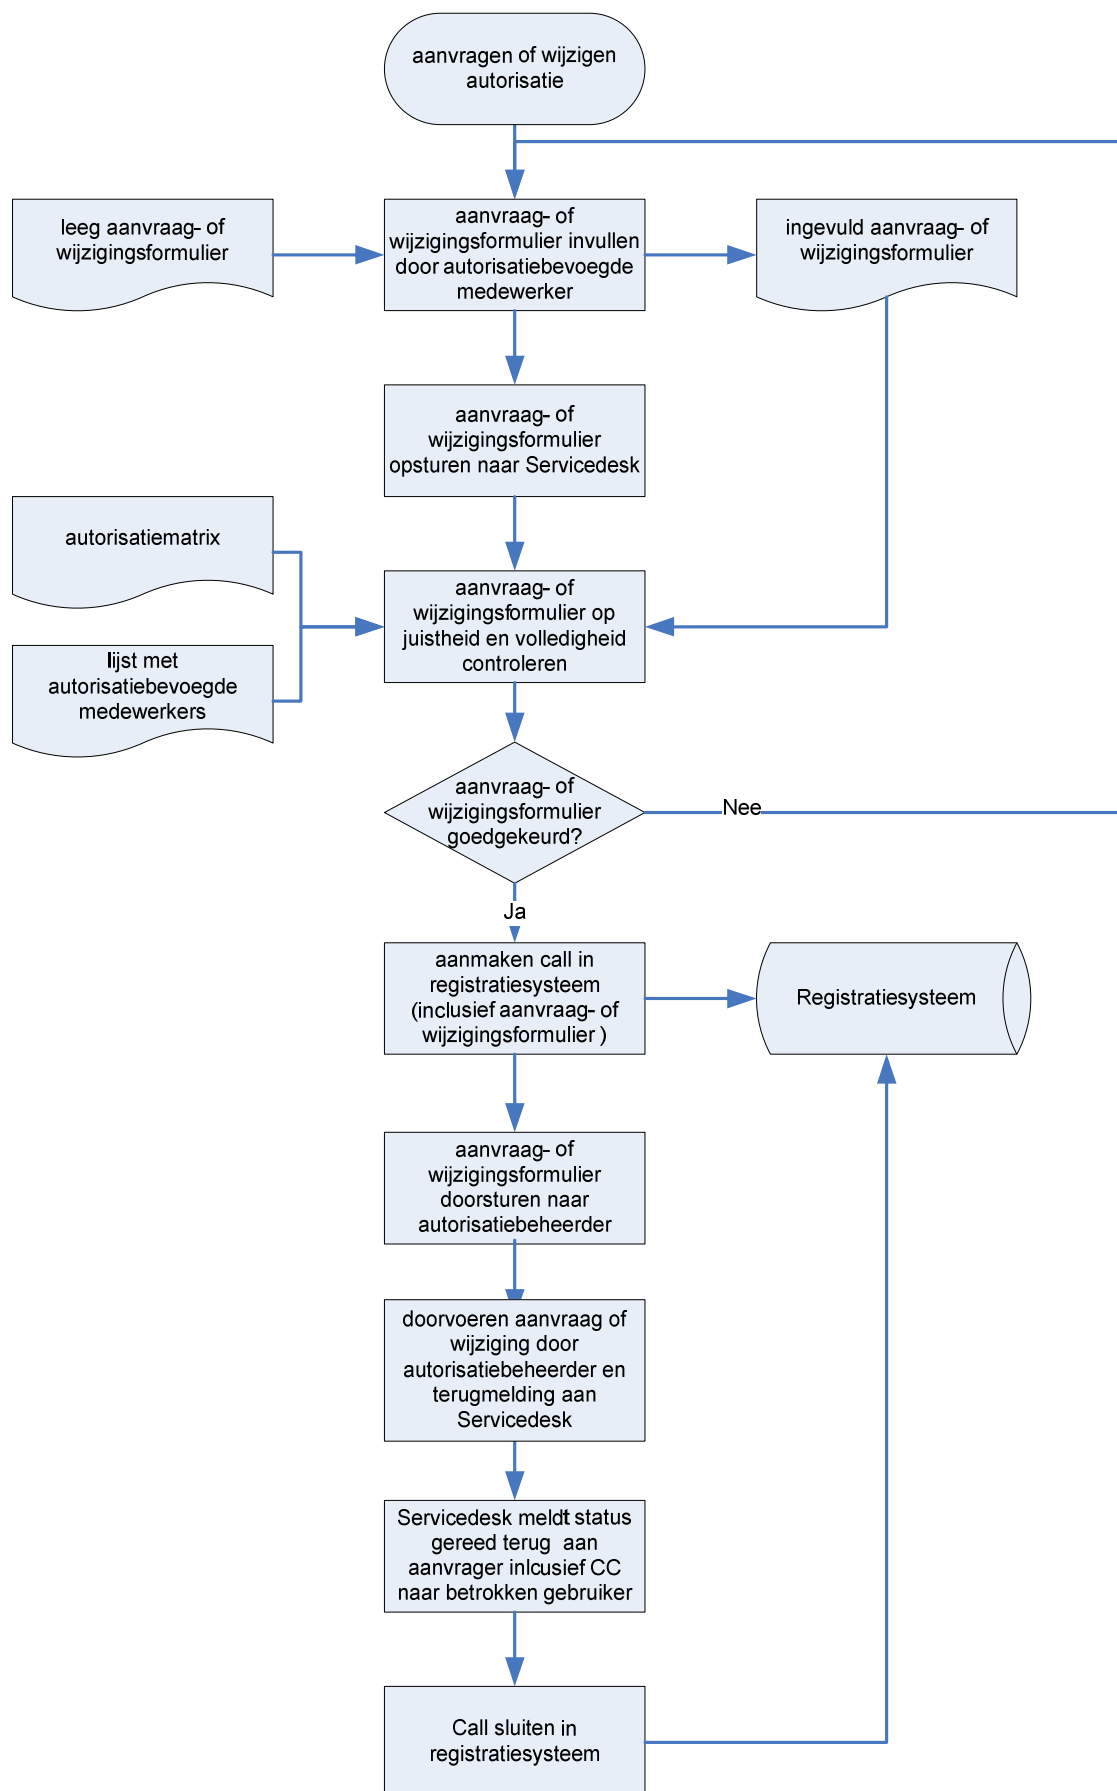 aanvragen of wijzigen
autorisatie
leeg aanvraag- of
wijzigingsformulier
aanvraag- of
wijzigingsformulier invullen
door autorisatiebevoegde
medewerker
ingevuld aanvraag- of
wijzigingsformulier
aanvraag- of
wijzigingsformulier
opsturen naar Servicedesk
autorisatiematrix
aanvraag- of
wijzigingsformulier op
juistheid en volledigheid
controleren
lijst met
autorisatiebevoegde
medewerkers
aanvraag- of
wijzigingsformulier
goedgekeurd?
Nee
Ja
aanmaken call in
registratiesysteem
(inclusief aanvraag- of
wijzigingsformulier )
Registratiesysteem
aanvraag- of
wijzigingsformulier
doorsturen naar
autorisatiebeheerder
doorvoeren aanvraag of
wijziging door
autorisatiebeheerder en
terugmelding aan
Servicedesk
Servicedesk meldt status
gereed terug aan
aanvrager inlcusief CC
naar betrokken gebruiker
Call sluiten in
registratiesysteem